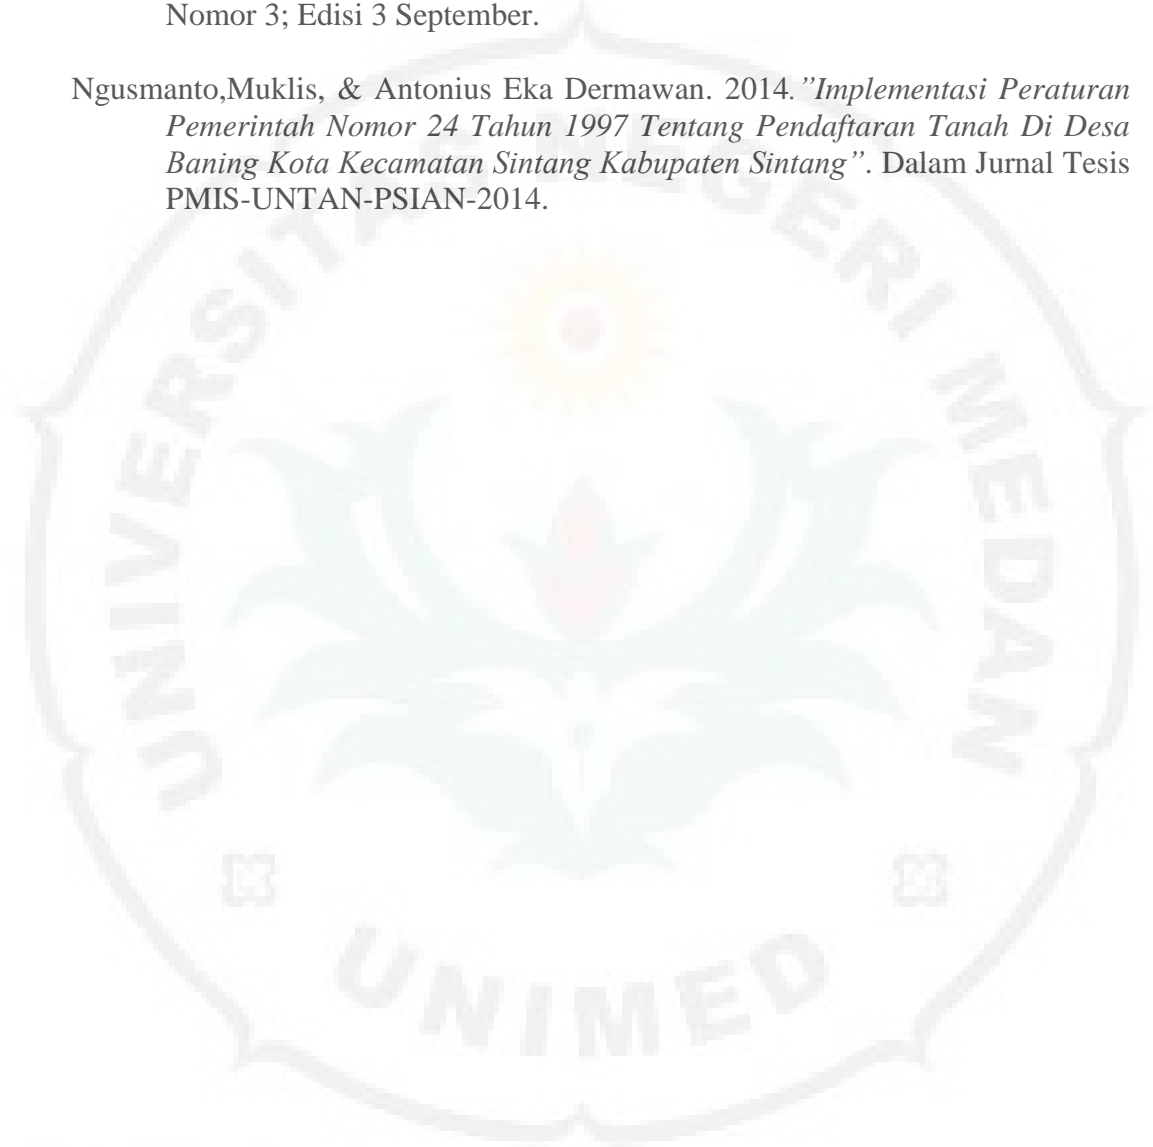 Nomor 3; Edisi 3 September.
Ngusmanto,Muklis, & Antonius Eka Dermawan. 2014.”Implementasi Peraturan
Pemerintah Nomor 24 Tahun 1997 Tentang Pendaftaran Tanah Di Desa
Baning Kota Kecamatan Sintang Kabupaten Sintang”. Dalam Jurnal Tesis
PMIS-UNTAN-PSIAN-2014.
UNIVERSITAS NEGERI MEDAN
UNIMED